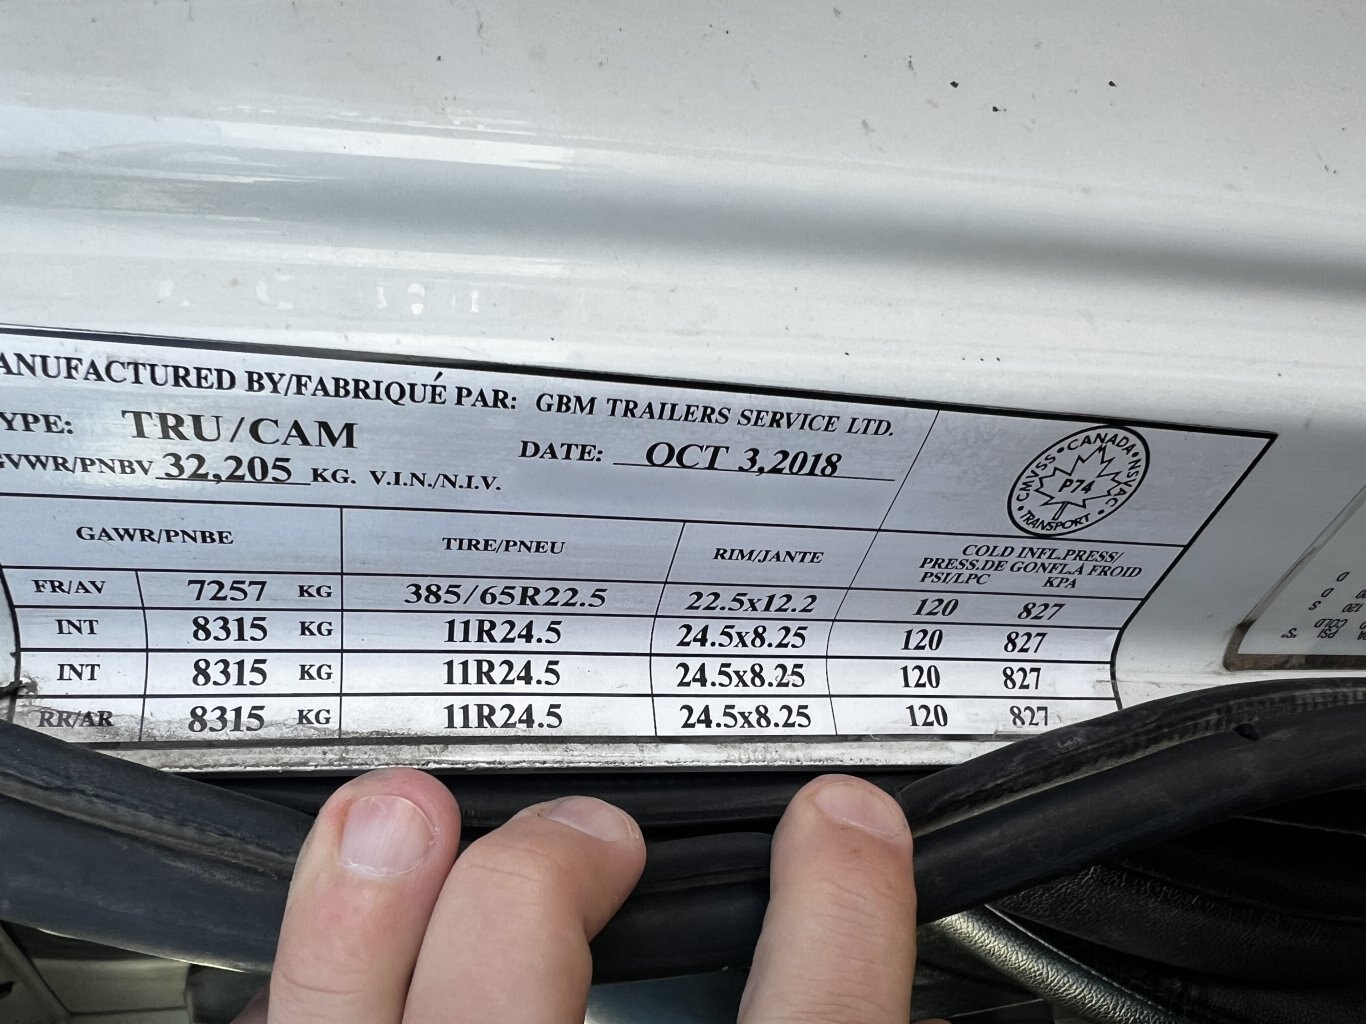 ANUFACTURED BY/FABRIQUÉ PAR: GBM TRAILERS SERVICE LTD.
YPE: TRU/CAM DATE: OCT 3,2018
GVWR/PNBV 32,205 KG. V.I.N./N.I.V.
CANADA • NSVAC • TRANSPORT • CMVSS •
P74
GAWR/PNBE TIRE/PNEU RIM/JANTE COLD INFL.PRESS/
PRESS.DE GONFL.À FROID
PSI/LPC KPA
FR/AV 7257 KG 385/65R22.5 22.5x12.2 120 827
INT 8315 KG 11R24.5 24.5x8.25 120 827
INT 8315 KG 11R24.5 24.5x8.25 120 827
RR/AR 8315 KG 11R24.5 24.5x8.25 120 827
PSI COLD
120 S